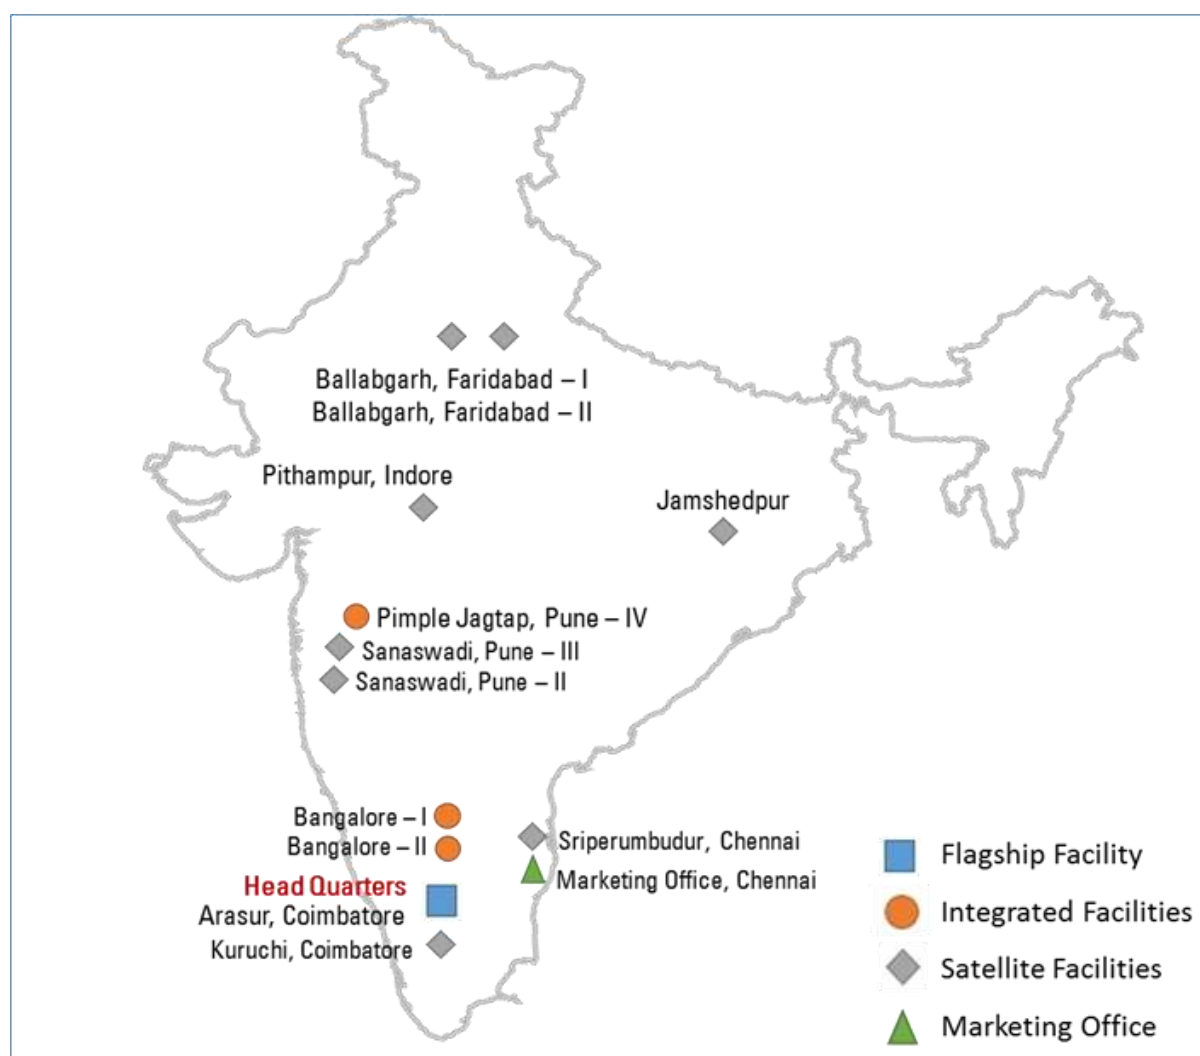 Ballabgarh, Faridabad – I
Ballabgarh, Faridabad – II
Pithampur, Indore
Jamshedpur
Pimple Jagtap, Pune – IV
Sanaswadi, Pune – III
Sanaswadi, Pune – II
Bangalore – I
Bangalore – II
Head Quarters
Arasur, Coimbatore
Kuruchi, Coimbatore
Sriperumbudur, Chennai
Marketing Office, Chennai
Flagship Facility
Integrated Facilities
Satellite Facilities
Marketing Office